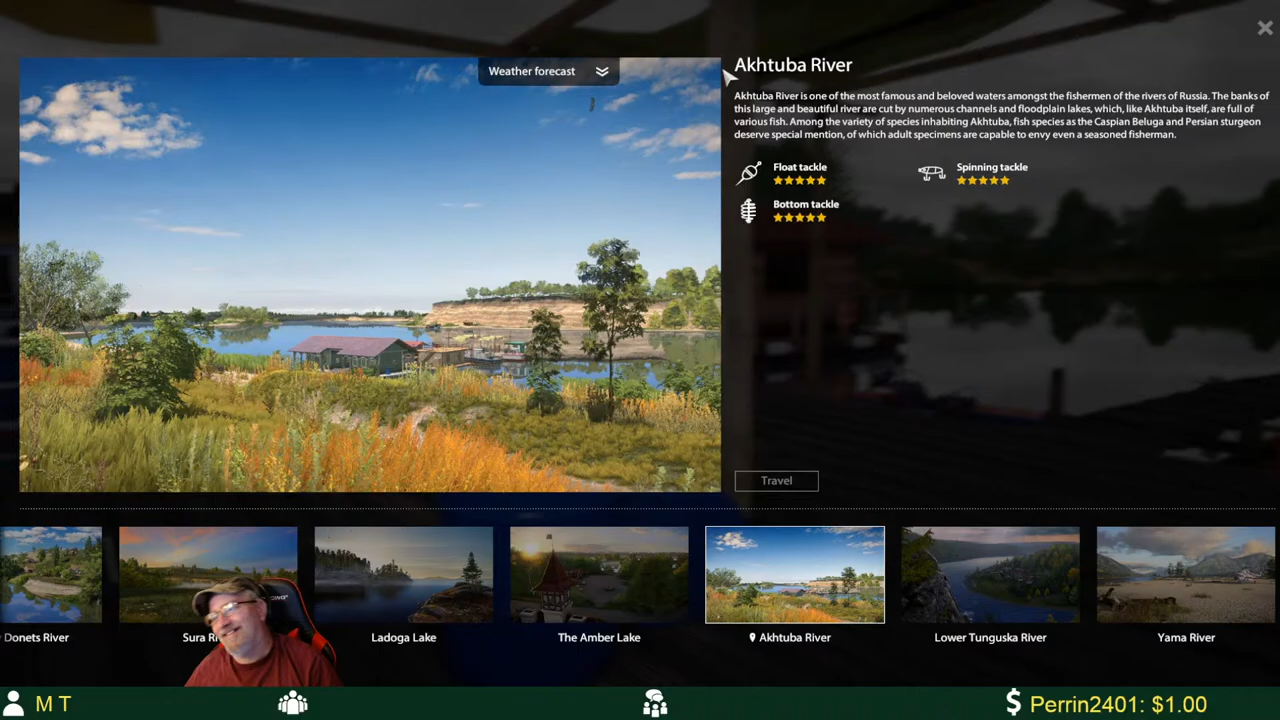 Weather forecast
Akhtuba River
Akhtuba River is one of the most famous and beloved waters amongst the fishermen of the rivers of Russia. The banks of
this large and beautiful river are cut by numerous channels and floodplain lakes, which, like Akhtuba itself, are full of
various fish. Among the variety of species inhabiting Akhtuba, fish species as the Caspian Beluga and Persian sturgeon
deserve special mention, of which adult specimens are capable to envy even a seasoned fisherman.
Float tackle
Spinning tackle
Bottom tackle
Travel
Donets River
Sura
Ladoga Lake
The Amber Lake
Akhtuba River
Lower Tunguska River
Yama River
M T
$ Perrin2401: $1.00